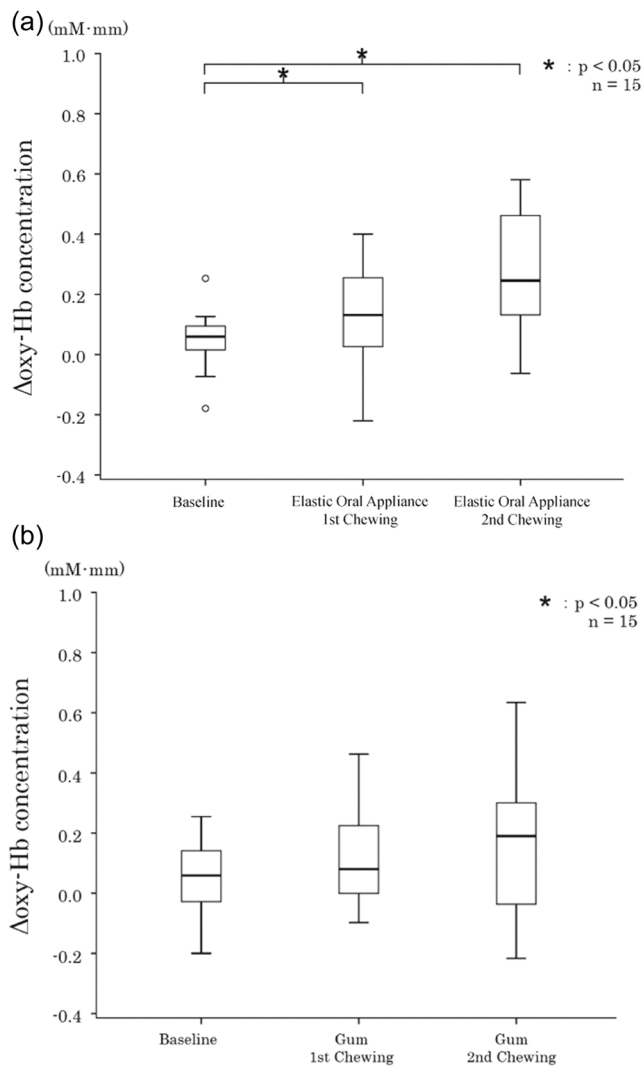 (a)
(mM·mm)
1.0
* : p < 0.05
n = 15
*
*
0.8
0.6
0.4
0.2
0.0
-0.2
-0.4
Δoxy-Hb concentration
Baseline
Elastic Oral Appliance
1st Chewing
Elastic Oral Appliance
2nd Chewing
(b)
(mM·mm)
1.0
* : p < 0.05
n = 15
0.8
0.6
0.4
0.2
0.0
-0.2
-0.4
Δoxy-Hb concentration
Baseline
Gum
1st Chewing
Gum
2nd Chewing